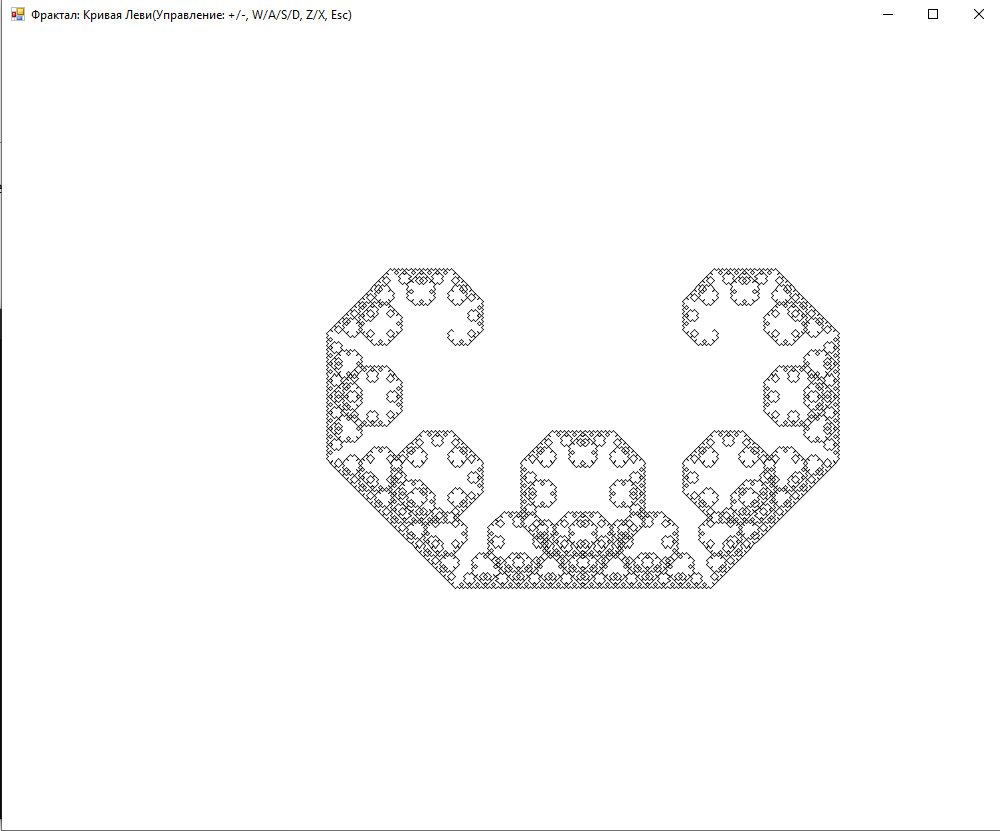 Фрактал: Кривая Леви(Управление: +/-, W/A/S/D, Z/X, Esc)